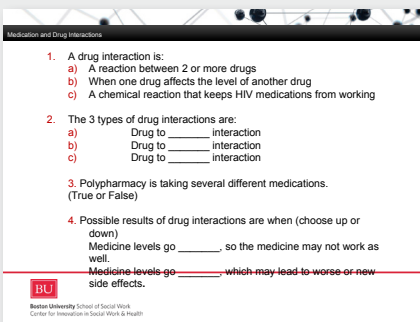 Medication and Drug Interactions
1. A drug interaction is:
a) A reaction between 2 or more drugs
b) When one drug affects the level of another drug
c) A chemical reaction that keeps HIV medications from working
2. The 3 types of drug interactions are:
a) Drug to _______ interaction
b) Drug to _______ interaction
c) Drug to _______ interaction
3. Polypharmacy is taking several different medications.
(True or False)
4. Possible results of drug interactions are when (choose up or
down)
Medicine levels go _______, so the medicine may not work as
well.
Medicine levels go _______, which may lead to worse or new
side effects.
BU
Boston University School of Social Work
Center for Innovation in Social Work & Health